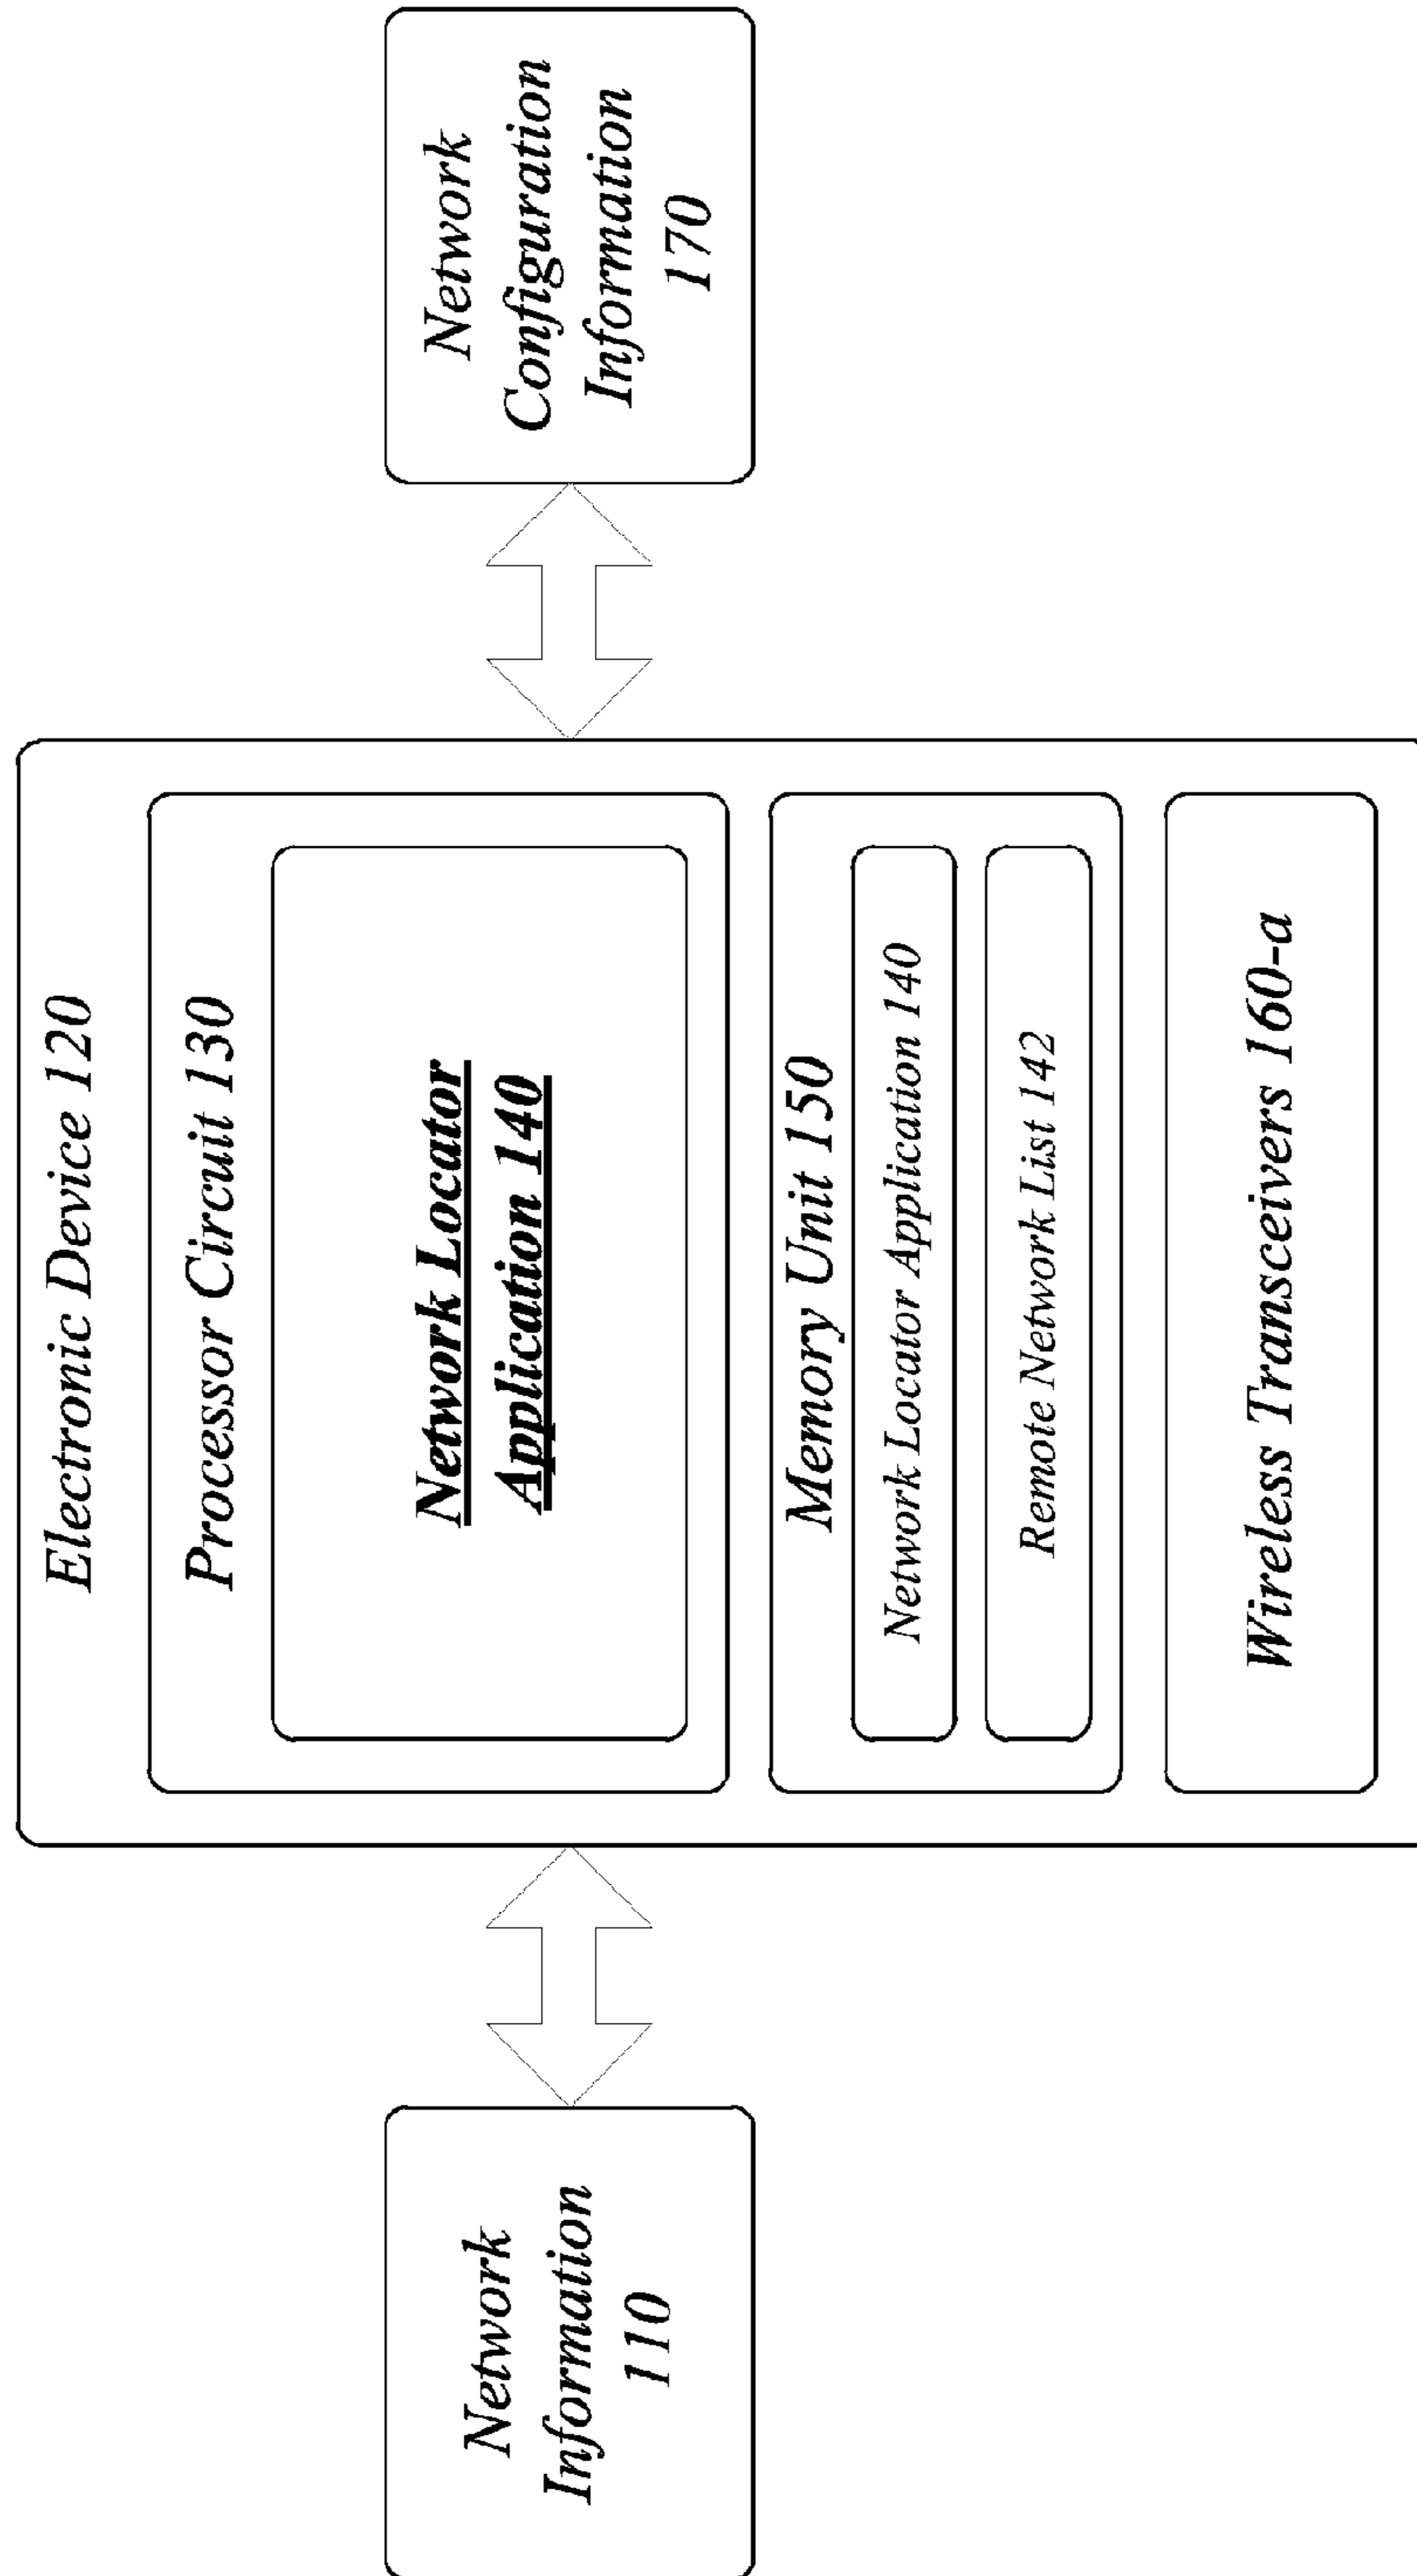 Network
Information
110
Electronic Device 120
Processor Circuit 130
Network Locator
Application 140
Memory Unit 150
Network Locator Application 140
Remote Network List 142
Wireless Transceivers 160-a
Network
Configuration
Information
170